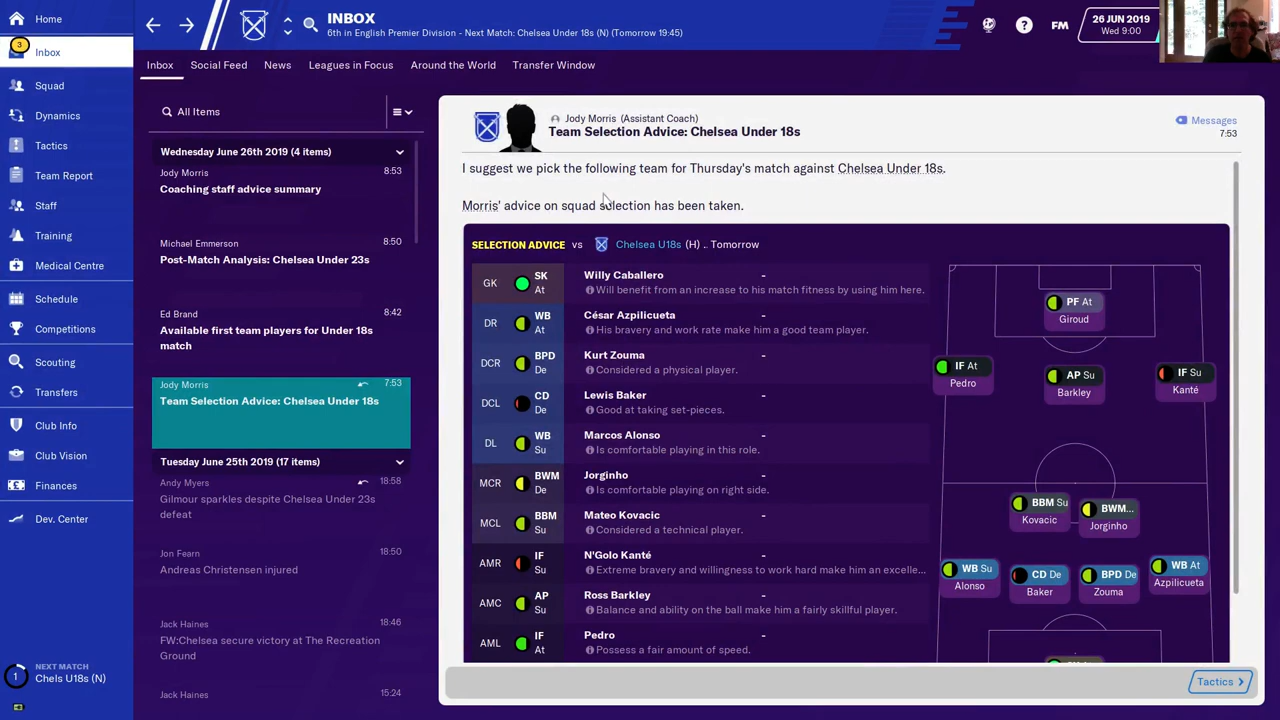 Home
INBOX
6th in English Premier Division - Next Match: Chelsea Under 18s (N) (Tomorrow 19:45)
FM
26 JUN 2019
Wed 9:00
3
Inbox
Squad
Dynamics
Tactics
Team Report
Staff
Training
Medical Centre
Schedule
Competitions
Scouting
Transfers
Club Info
Club Vision
Finances
Dev. Center
1
NEXT MATCH
Chels U18s (N)
Inbox
Social Feed
News
Leagues in Focus
Around the World
Transfer Window
All Items
Wednesday June 26th 2019 (4 items)
Jody Morris 8:53
Coaching staff advice summary
Michael Emmerson 8:50
Post-Match Analysis: Chelsea Under 23s
Ed Brand 8:42
Available first team players for Under 18s
match
Jody Morris 7:53
Team Selection Advice: Chelsea Under 18s
Tuesday June 25th 2019 (17 items)
Andy Myers 18:58
Gilmour sparkles despite Chelsea Under 23s
defeat
Jon Fearn 18:50
Andreas Christensen injured
Jack Haines 18:46
FW:Chelsea secure victory at The Recreation
Ground
Jack Haines 15:24
Jody Morris (Assistant Coach)
Team Selection Advice: Chelsea Under 18s
Messages
7:53
I suggest we pick the following team for Thursday's match against Chelsea Under 18s.
Morris' advice on squad selection has been taken.
SELECTION ADVICE vs Chelsea U18s (H) .. Tomorrow
GK SK At Willy Caballero -
Will benefit from an increase to his match fitness by using him here.
DR WB At César Azpilicueta -
His bravery and work rate make him a good team player.
DCR BPD De Kurt Zouma -
Considered a physical player.
DCL CD De Lewis Baker -
Good at taking set-pieces.
DL WB Su Marcos Alonso -
Is comfortable playing in this role.
MCR BWM De Jorginho -
Is comfortable playing on right side.
MCL BBM Su Mateo Kovacic -
Considered a technical player.
AMR IF Su N'Golo Kanté -
Extreme bravery and willingness to work hard make him an excelle...
AMC AP Su Ross Barkley -
Balance and ability on the ball make him a fairly skillful player.
AML IF At Pedro -
Possess a fair amount of speed.
PF At
Giroud
IF At
Pedro
AP Su
Barkley
IF Su
Kanté
BBM Su
Kovacic
BWM...
Jorginho
WB Su
Alonso
CD De
Baker
BPD De
Zouma
WB At
Azpilicueta
Tactics